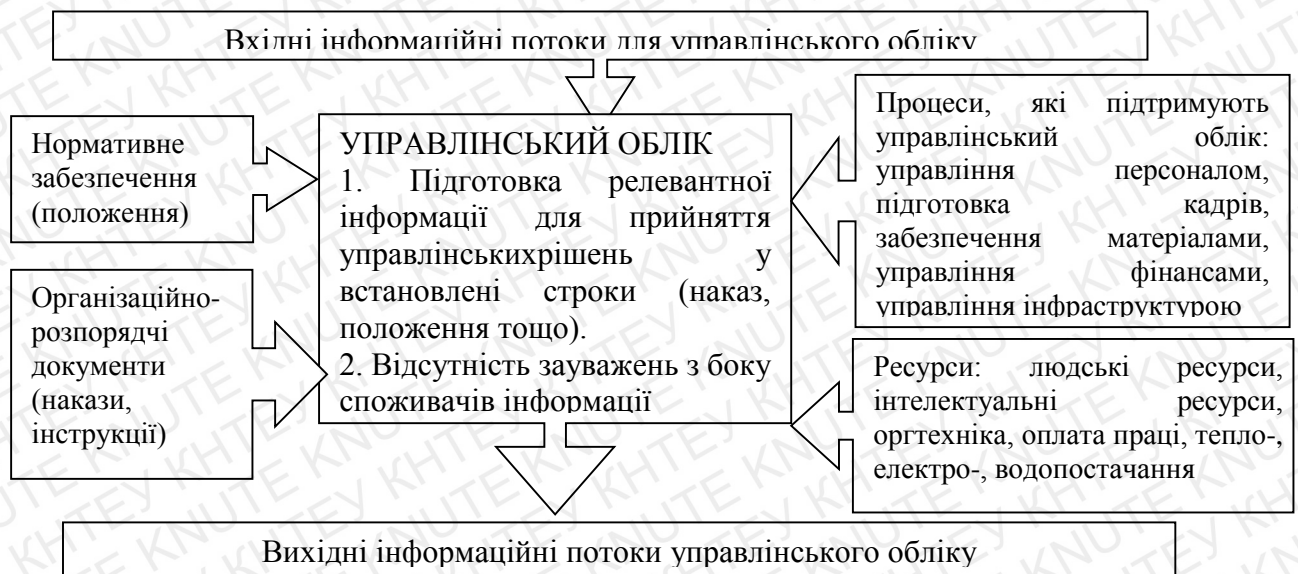 Вхідні інформаційні потоки для управлінського обліку
Нормативне
забезпечення
(положення)
Організаційно-
розпорядчі
документи
(накази,
інструкції)
УПРАВЛІНСЬКИЙ ОБЛІК
1. Підготовка релевантної
інформації для прийняття
управлінськихрішень у
встановлені строки (наказ,
положення тощо).
2. Відсутність зауважень з боку
споживачів інформації
Процеси, які підтримують
управлінський облік:
управління персоналом,
підготовка кадрів,
забезпечення матеріалами,
управління фінансами,
управління інфраструктурою
Ресурси: людські ресурси,
інтелектуальні ресурси,
оргтехніка, оплата праці, тепло-,
електро-, водопостачання
Вихідні інформаційні потоки управлінського обліку